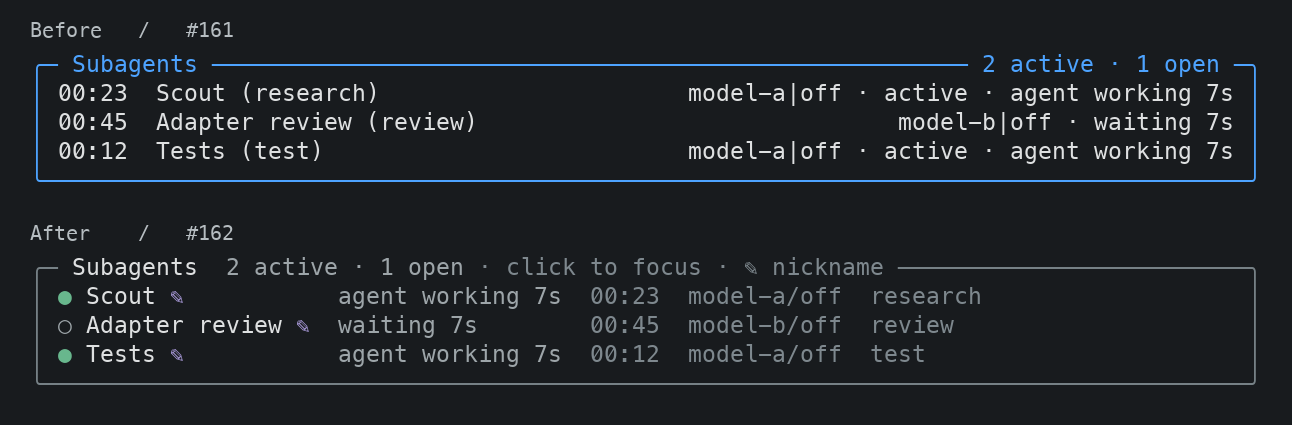 Before / #161
Subagents 2 active · 1 open
00:23 Scout (research) model-a|off · active · agent working 7s
00:45 Adapter review (review) model-b|off · waiting 7s
00:12 Tests (test) model-a|off · active · agent working 7s
After / #162
Subagents 2 active · 1 open · click to focus · ✎ nickname
● Scout ✎ agent working 7s 00:23 model-a/off research
○ Adapter review ✎ waiting 7s 00:45 model-b/off review
● Tests ✎ agent working 7s 00:12 model-a/off test